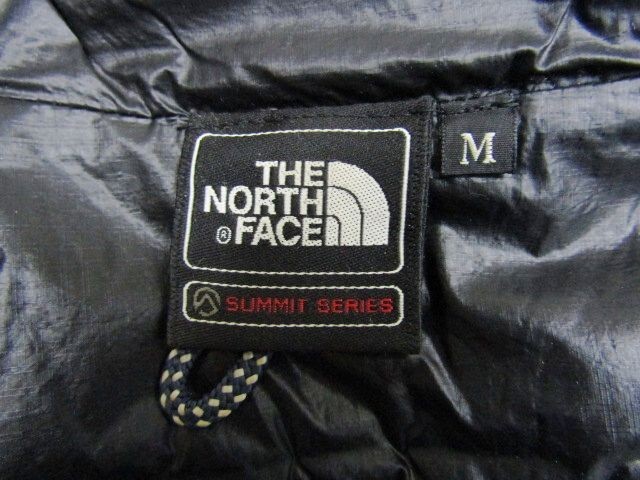 THE
NORTH
® FACE
SUMMIT SERIES
M